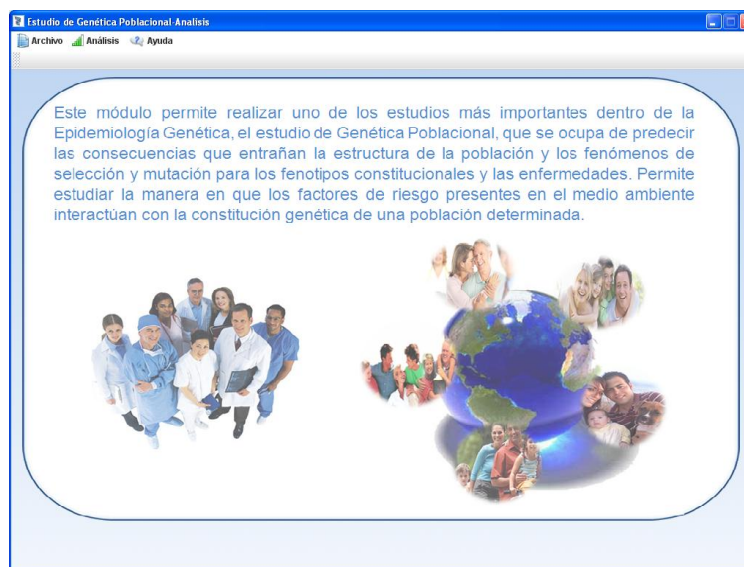 Estudio de Genética Poblacional-Analisis
Archivo Análisis Ayuda
Este módulo permite realizar uno de los estudios más importantes dentro de la
Epidemiología Genética, el estudio de Genética Poblacional, que se ocupa de predecir
las consecuencias que entrañan la estructura de la población y los fenómenos de
selección y mutación para los fenotipos constitucionales y las enfermedades. Permite
estudiar la manera en que los factores de riesgo presentes en el medio ambiente
interactúan con la constitución genética de una población determinada.